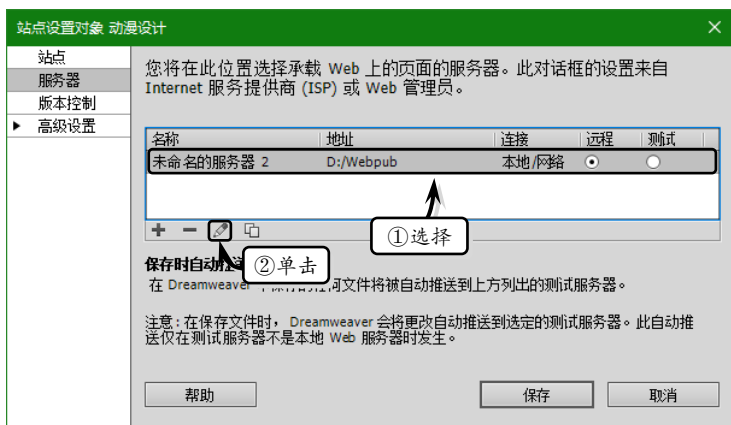 站点设置对象 动漫设计
站点
服务器
版本控制
高级设置
您将在此位置选择承载 Web 上的页面的服务器。此对话框的设置来自
Internet 服务提供商 (ISP) 或 Web 管理员。
名称 地址 连接 远程 测试
未命名的服务器 2 D:/Webpub 本地/网络
①选择
②单击
保存时自动推
在 Dreamweaver 中保存的任何文件将被自动推送到上方列出的测试服务器。
注意:在保存文件时, Dreamweaver 会将更改自动推送到选定的测试服务器。此自动推
送仅在测试服务器不是本地 Web 服务器时发生。
帮助 保存 取消